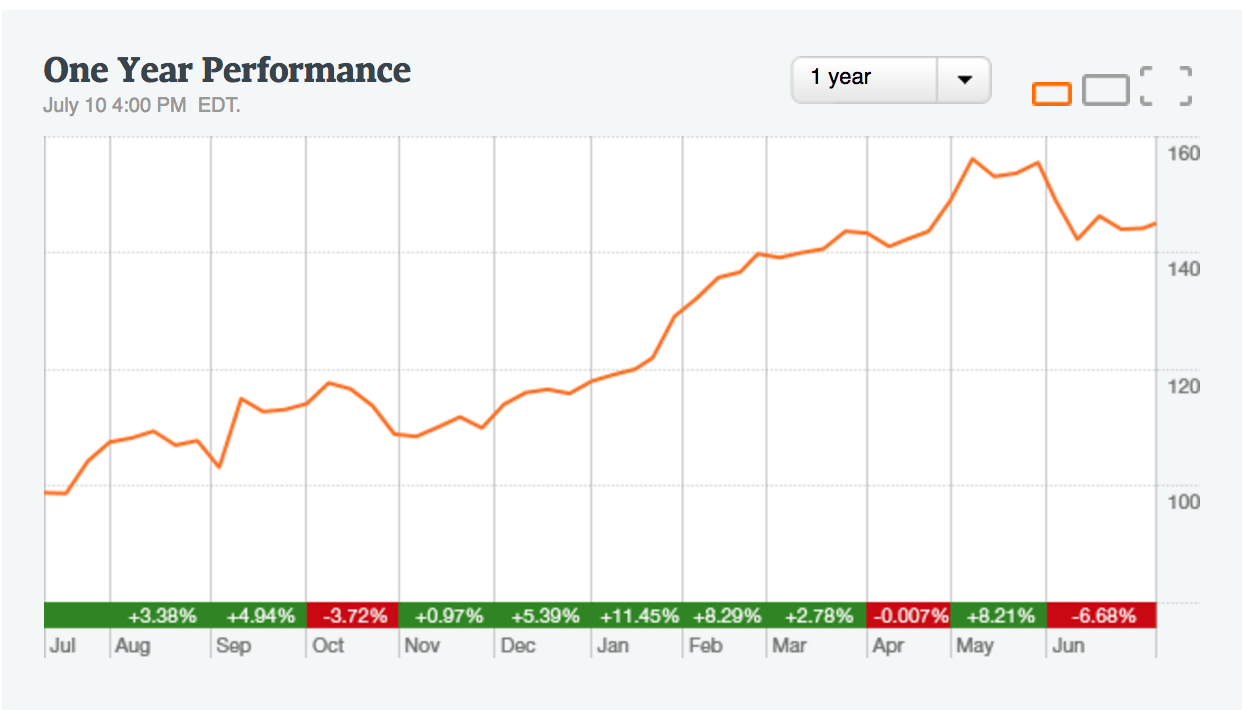 One Year Performance
July 10 4:00 PM EDT.
1 year
160
140
120
100
+3.38% +4.94% -3.72% +0.97% +5.39% +11.45% +8.29% +2.78% -0.007% +8.21% -6.68%
Jul Aug Sep Oct Nov Dec Jan Feb Mar Apr May Jun